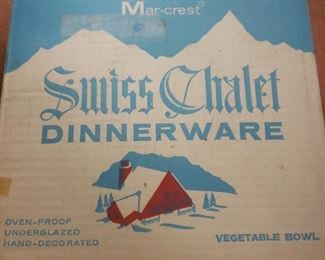 Mar-crest®
Swiss Chalet
DINNERWARE
OVEN-PROOF
UNDERGLAZED
HAND-DECORATED
VEGETABLE BOWL